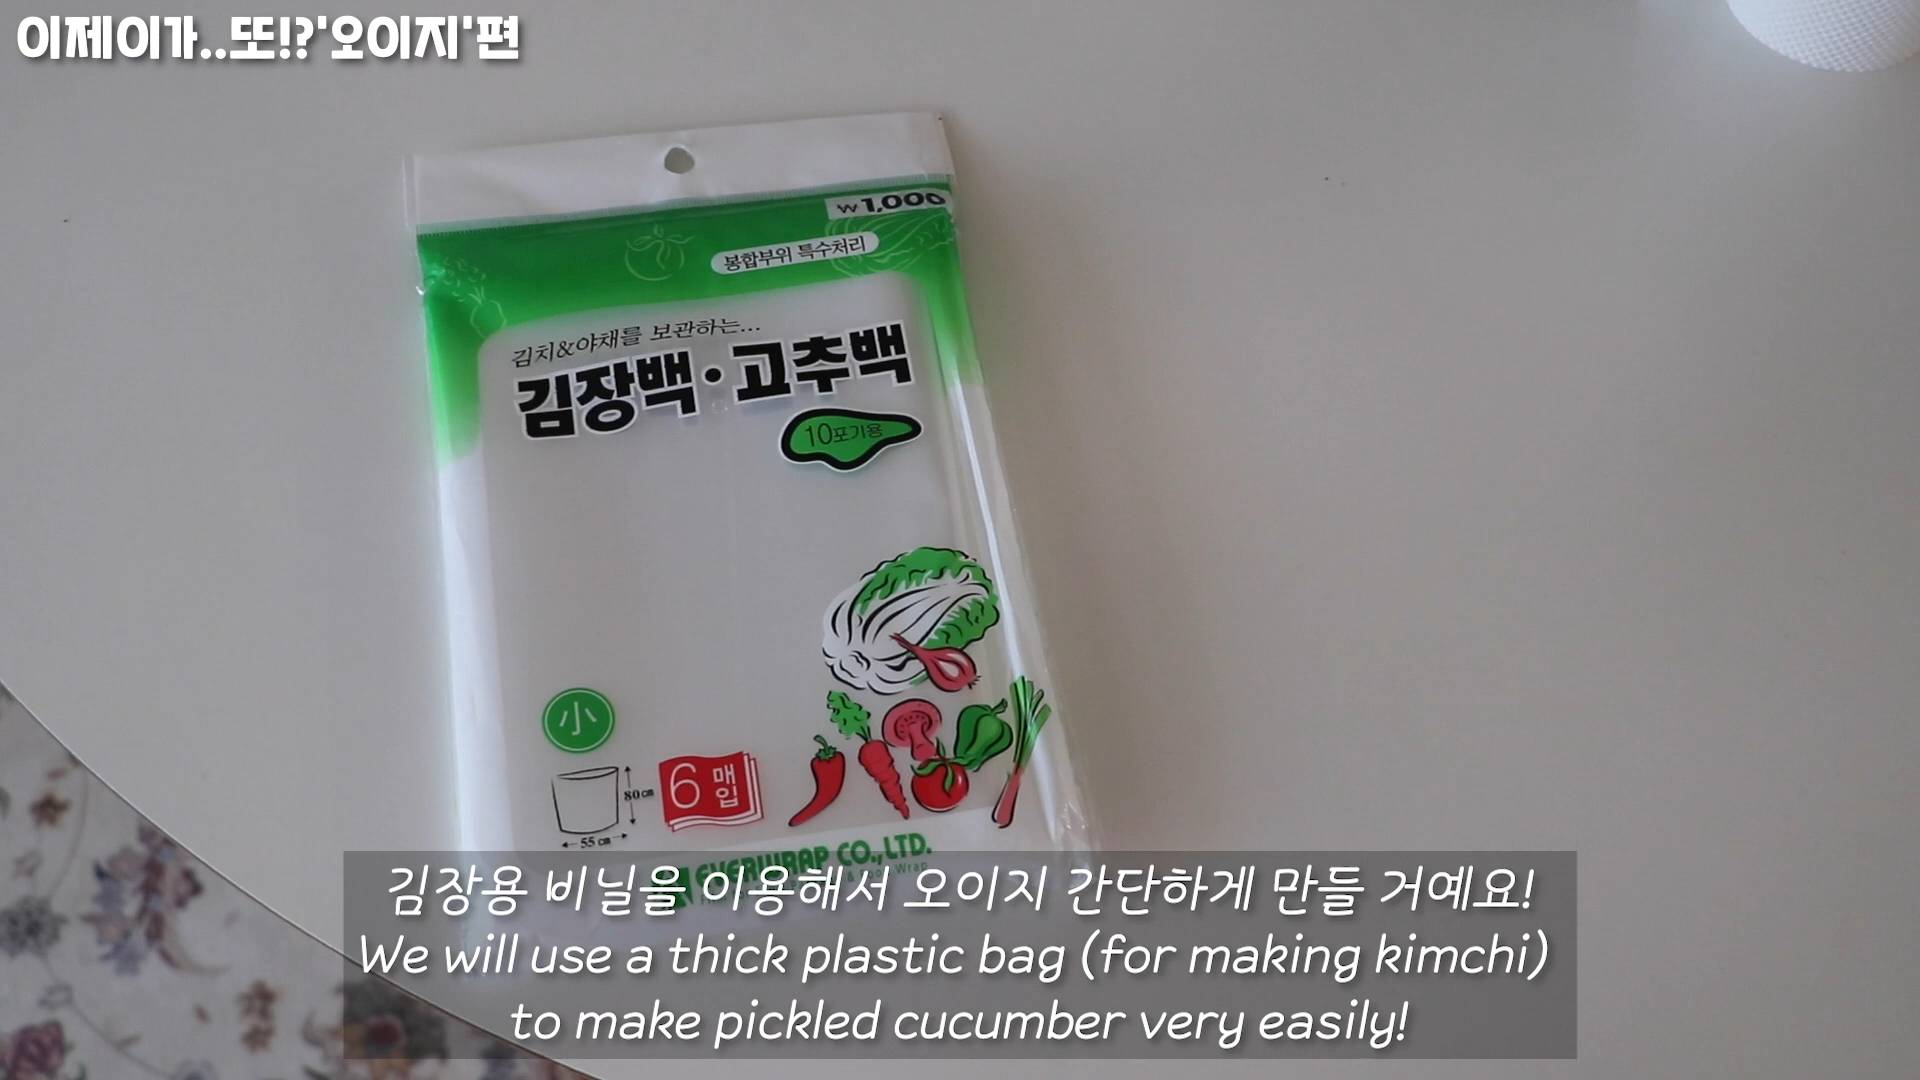 이제이가..또!?'오이지'편
₩1,000
봉합부위 특수처리
김치&야채를 보관하는...
김장백·고추백
10포기용
小
80㎝
6매입
55㎝
EVERWRAP CO.,LTD.
김장용 비닐을 이용해서 오이지 간단하게 만들 거예요!
We will use a thick plastic bag (for making kimchi)
to make pickled cucumber very easily!